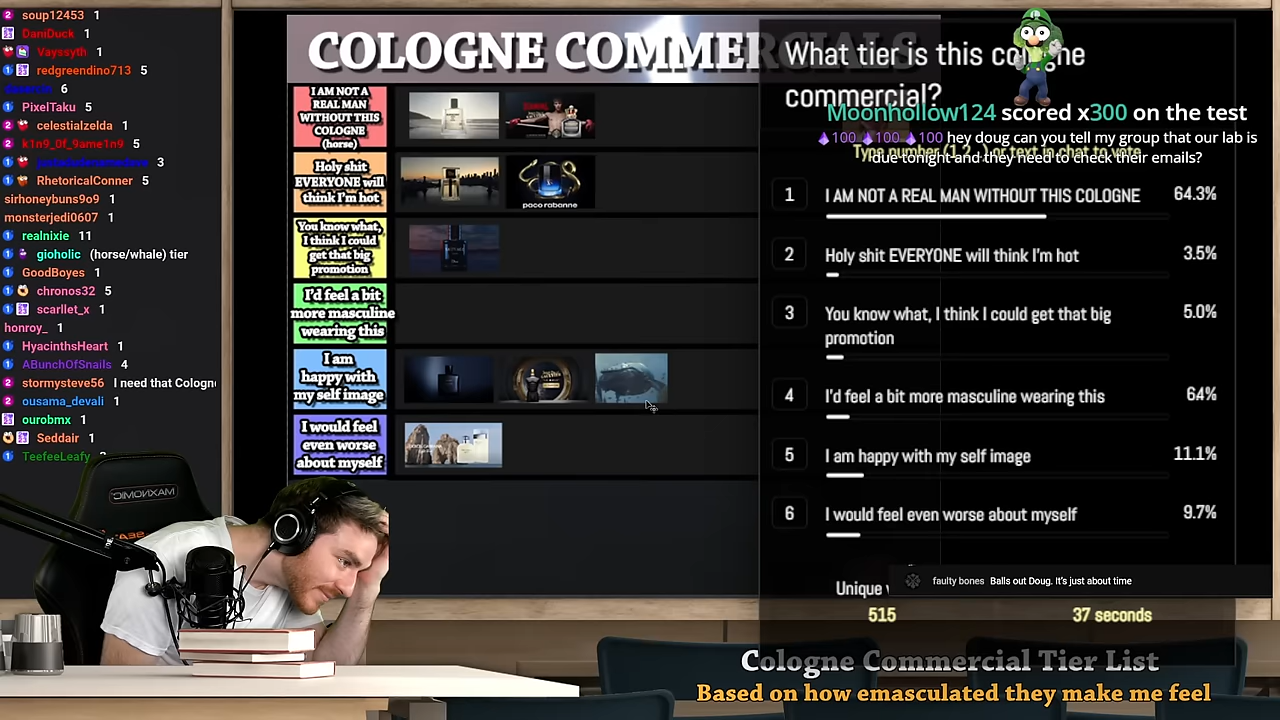 soup12453 1
DamDuck 1
Vayssyth 1
redgreendino713 5
6
PixelTaku 5
celestialzelda 1
k1n9_0f_9ame1n9 5
3
RhetoricalConner 5
sirhoneybuns9o9 1
monsterjedi0607 1
realnixie 11
gioholic (horse/whale) tier
GoodBoyes 1
chronos32 5
scarllet_x 1
honroy_ 1
HyacinthsHeart 1
ABunchOfSnails 4
stormysteve56 I need that Cologne
ousama_devali 1
ourobmx 1
Seddair 1
TeefeeLeafy
MAXNOMIC
COLOGNE COMMERCIALS
I AM NOT A
REAL MAN
WITHOUT THIS
COLOGNE
(horse)
Holy shit
EVERYONE will
think I'm hot
paco rabanne
You know what,
I think I could
get that big
promotion
I'd feel a bit
more masculine
wearing this
I am
happy with
my self image
I would feel
even worse
about myself
What tier is this cologne
commercial?
Moonhollow124 scored x300 on the test
100 100 100 hey doug can you tell my group that our lab is
due tonight and they need to check their emails?
1 I AM NOT A REAL MAN WITHOUT THIS COLOGNE 64.3%
2 Holy shit EVERYONE will think I'm hot 3.5%
3 You know what, I think I could get that big
promotion 5.0%
4 I'd feel a bit more masculine wearing this 6.4%
5 I am happy with my self image 11.1%
6 I would feel even worse about myself 9.7%
faulty bones Balls out Doug. It's just about time
Unique
515 37 seconds
Cologne Commercial Tier List
Based on how emasculated they make me feel